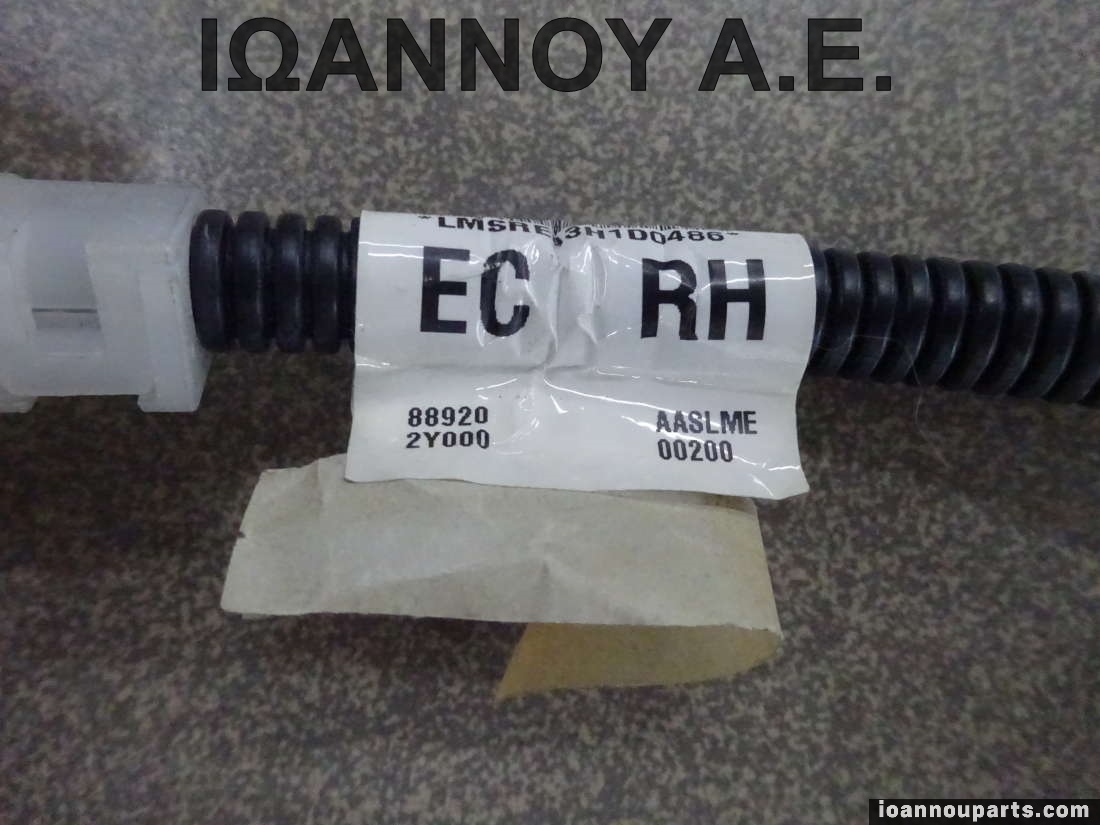 ΙΩΑΝΝΟΥ Α.Ε.
EC RH
88920 AASLME
2Y000 00200
ioannouparts.com